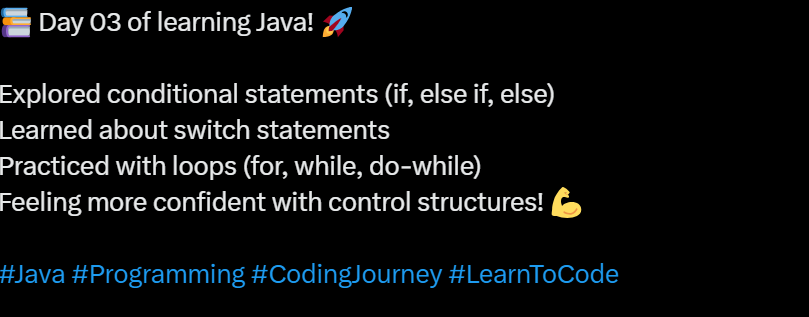 📚 Day 03 of learning Java! 🚀
Explored conditional statements (if, else if, else)
Learned about switch statements
Practiced with loops (for, while, do-while)
Feeling more confident with control structures! 💪
#Java #Programming #CodingJourney #LearnToCode